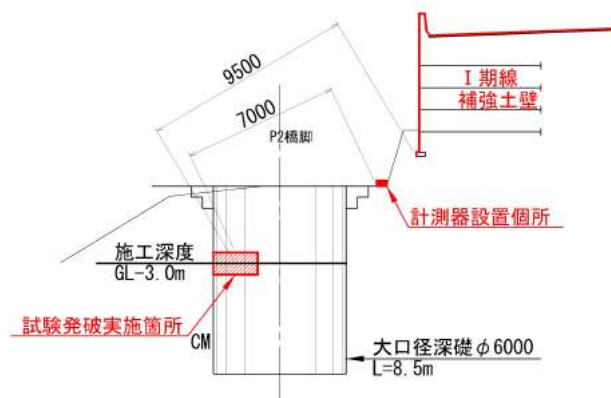 9500
7000
Ⅰ期線
補強土壁
P2橋脚
計測器設置個所
施工深度
GL-3.0m
試験発破実施箇所
CM
大口径深礎φ6000
L=8.5m